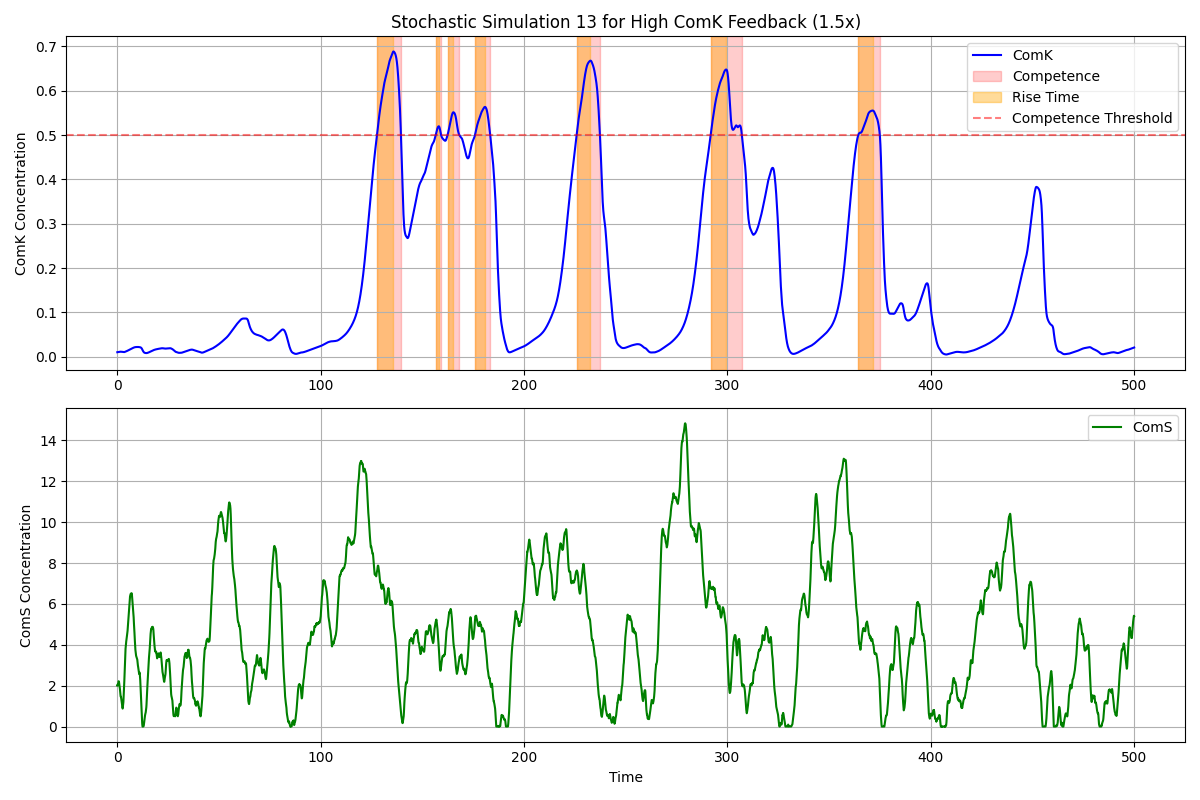 Stochastic Simulation 13 for High ComK Feedback (1.5x)
ComK Concentration
0.7
0.6
0.5
0.4
0.3
0.2
0.1
0.0
ComK
Competence
Rise Time
Competence Threshold
0 100 200 300 400 500
ComS Concentration
14
12
10
8
6
4
2
0
ComS
0 100 200 300 400 500
Time